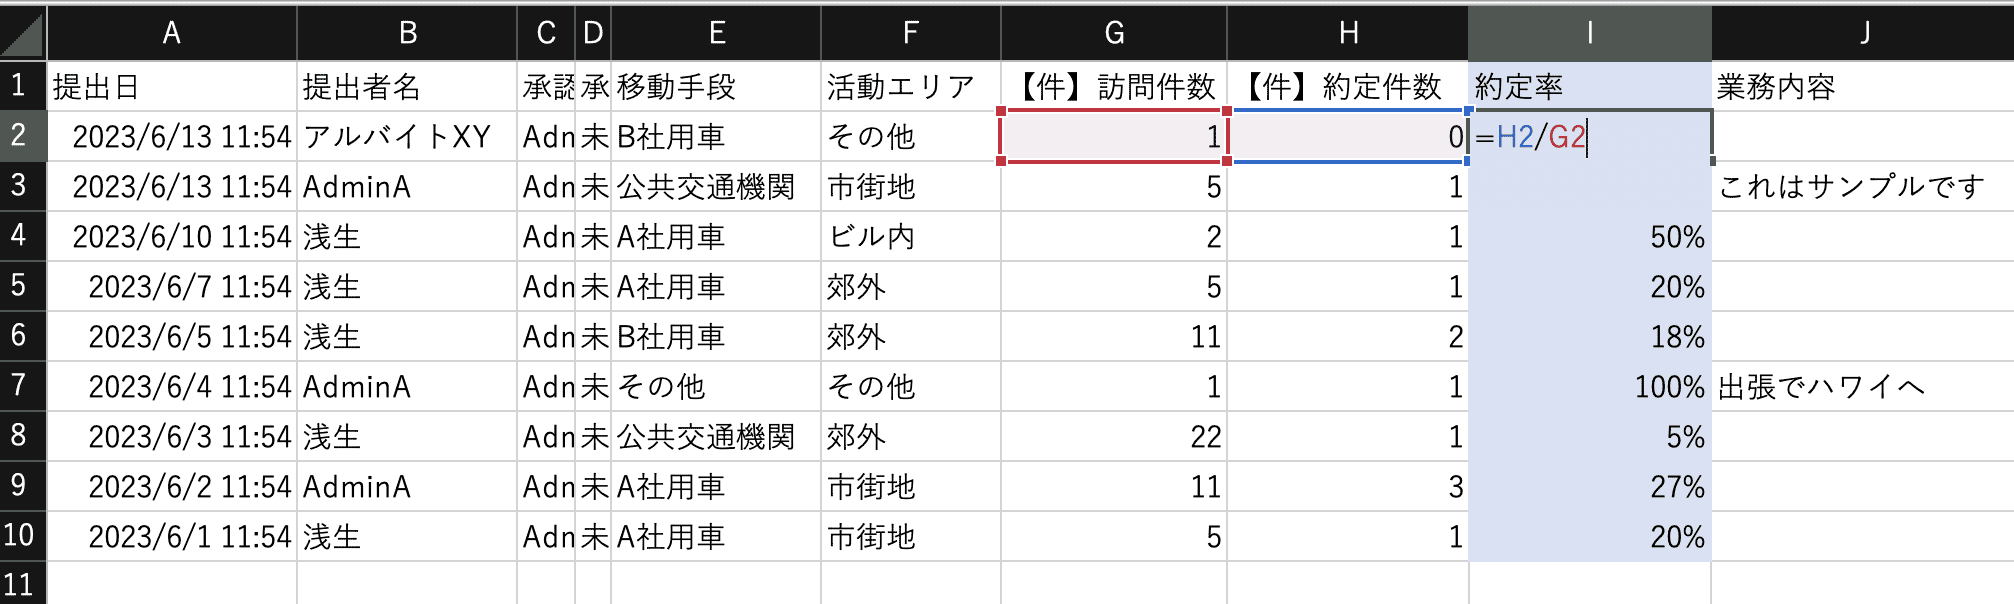 A B C D E F G H I J
1 提出日 提出者名 承認 承 移動手段 活動エリア 【件】訪問件数 【件】約定件数 約定率 業務内容
2 2023/6/13 11:54 アルバイトXY Adn 未 B社用車 その他 1 0 =H2/G2
3 2023/6/13 11:54 AdminA Adn 未 公共交通機関 市街地 5 1 これはサンプルです
4 2023/6/10 11:54 浅生 Adn 未 A社用車 ビル内 2 1 50%
5 2023/6/7 11:54 浅生 Adn 未 A社用車 郊外 5 1 20%
6 2023/6/5 11:54 浅生 Adn 未 B社用車 郊外 11 2 18%
7 2023/6/4 11:54 AdminA Adn 未 その他 その他 1 1 100% 出張でハワイへ
8 2023/6/3 11:54 浅生 Adn 未 公共交通機関 郊外 22 1 5%
9 2023/6/2 11:54 AdminA Adn 未 A社用車 市街地 11 3 27%
10 2023/6/1 11:54 浅生 Adn 未 A社用車 市街地 5 1 20%
11